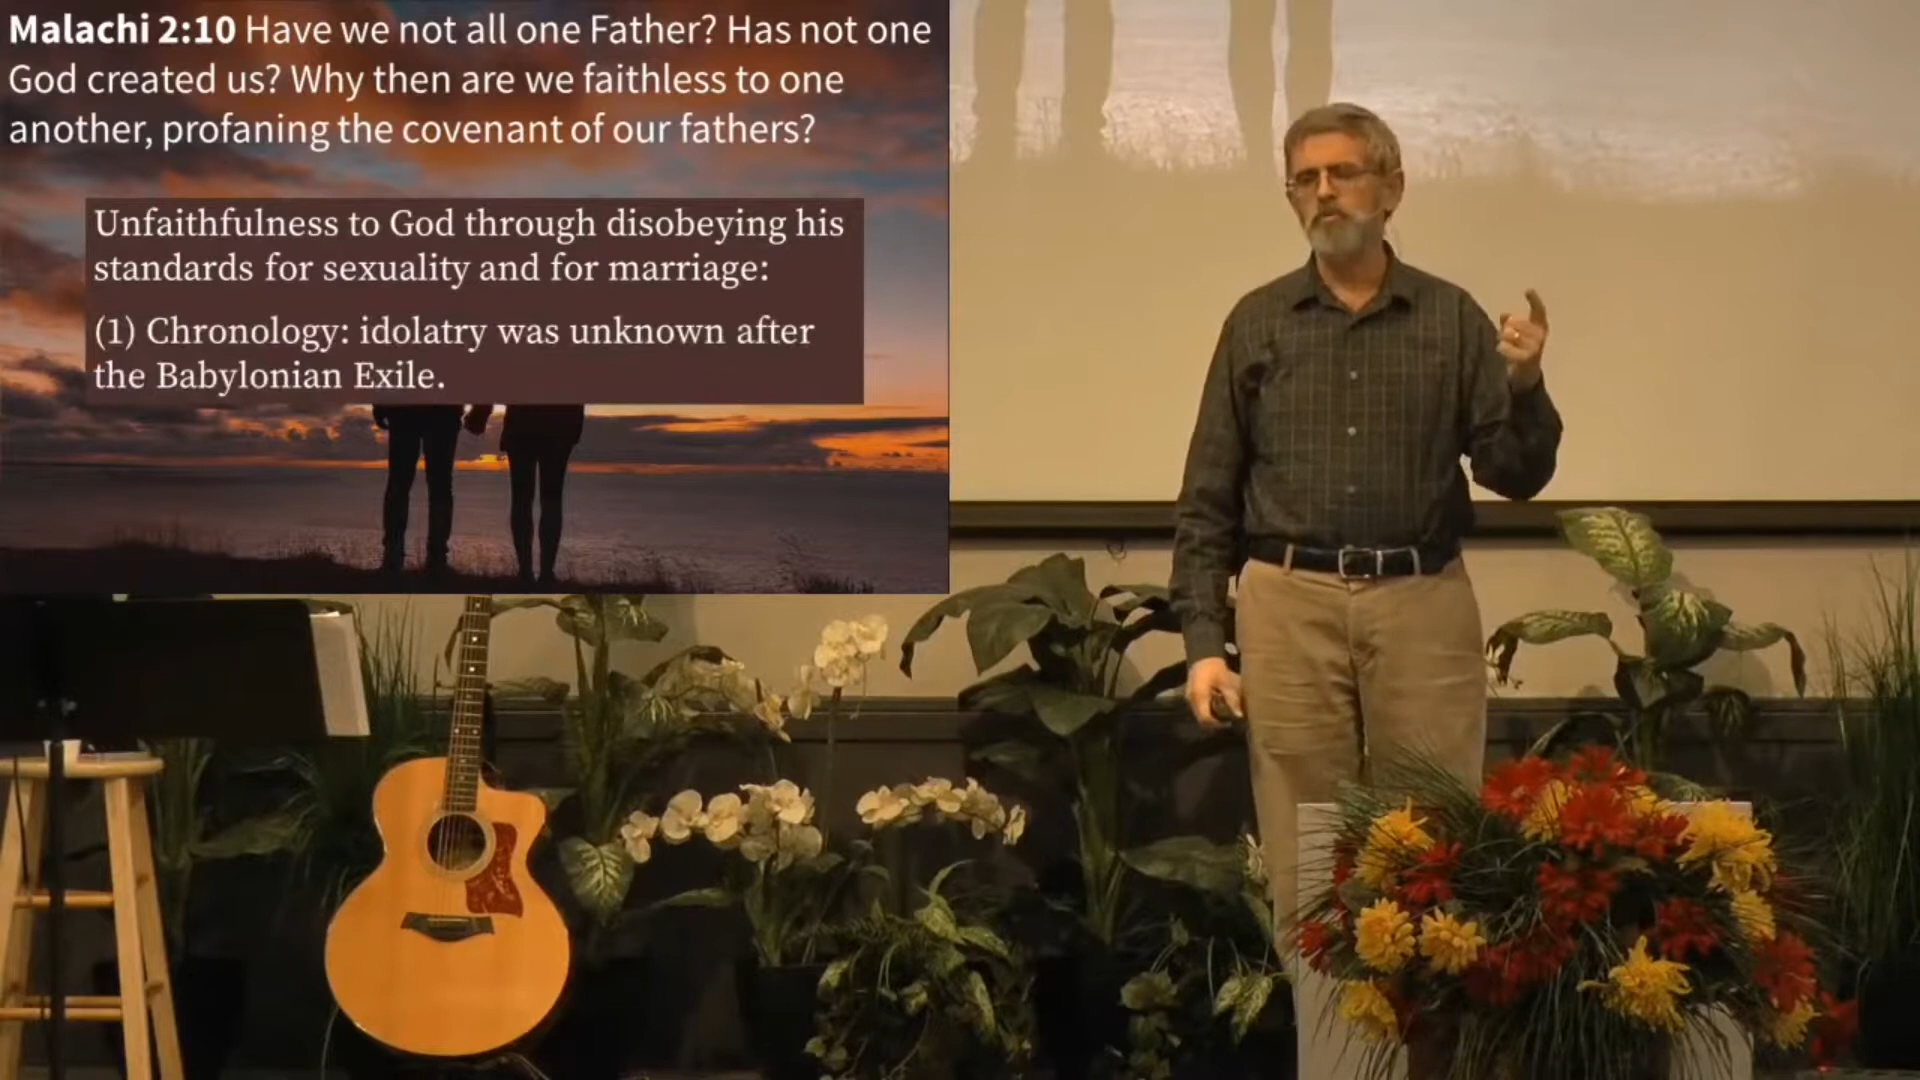 Malachi 2:10 Have we not all one Father? Has not one
God created us? Why then are we faithless to one
another, profaning the covenant of our fathers?
Unfaithfulness to God through disobeying his
standards for sexuality and for marriage:
(1) Chronology: idolatry was unknown after
the Babylonian Exile.